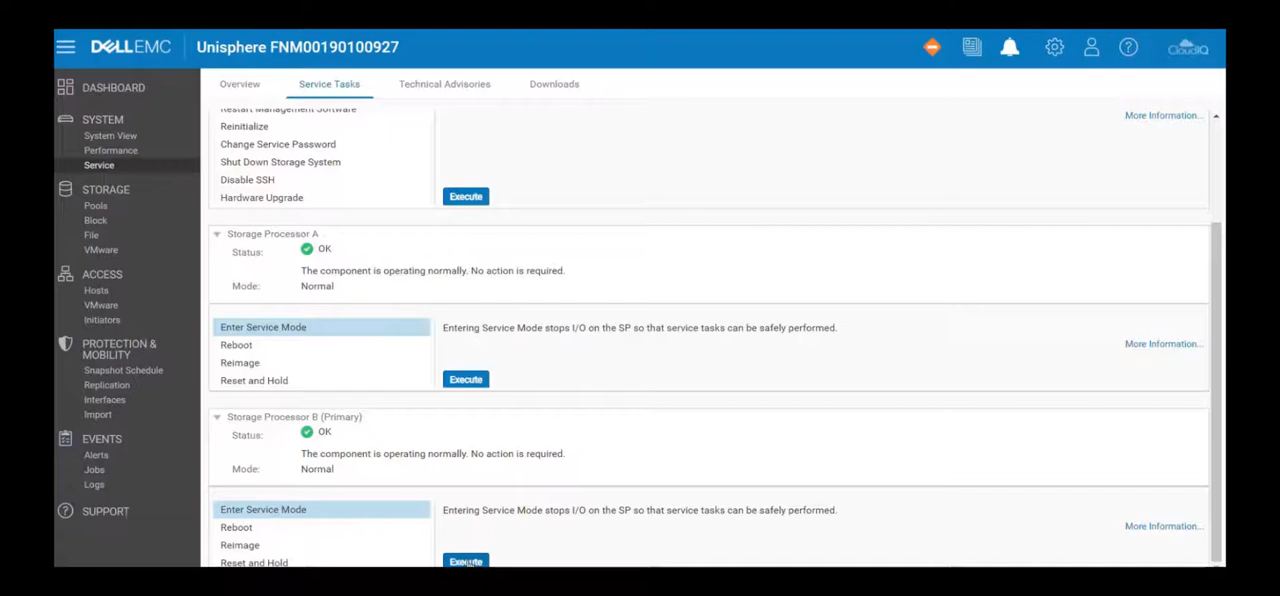 DELLEMC Unisphere FNM00190100927 CloudIQ
DASHBOARD
SYSTEM
System View
Performance
Service
STORAGE
Pools
Block
File
VMware
ACCESS
Hosts
VMware
Initiators
PROTECTION &
MOBILITY
Snapshot Schedule
Replication
Interfaces
Import
EVENTS
Alerts
Jobs
Logs
SUPPORT
Overview Service Tasks Technical Advisories Downloads
Restart Management Software
More Information...
Reinitialize
Change Service Password
Shut Down Storage System
Disable SSH
Hardware Upgrade
Execute
Storage Processor A
Status: OK
The component is operating normally. No action is required.
Mode: Normal
Enter Service Mode Entering Service Mode stops I/O on the SP so that service tasks can be safely performed.
Reboot More Information...
Reimage
Reset and Hold Execute
Storage Processor B (Primary)
Status: OK
The component is operating normally. No action is required.
Mode: Normal
Enter Service Mode Entering Service Mode stops I/O on the SP so that service tasks can be safely performed.
Reboot More Information...
Reimage
Reset and Hold Execute